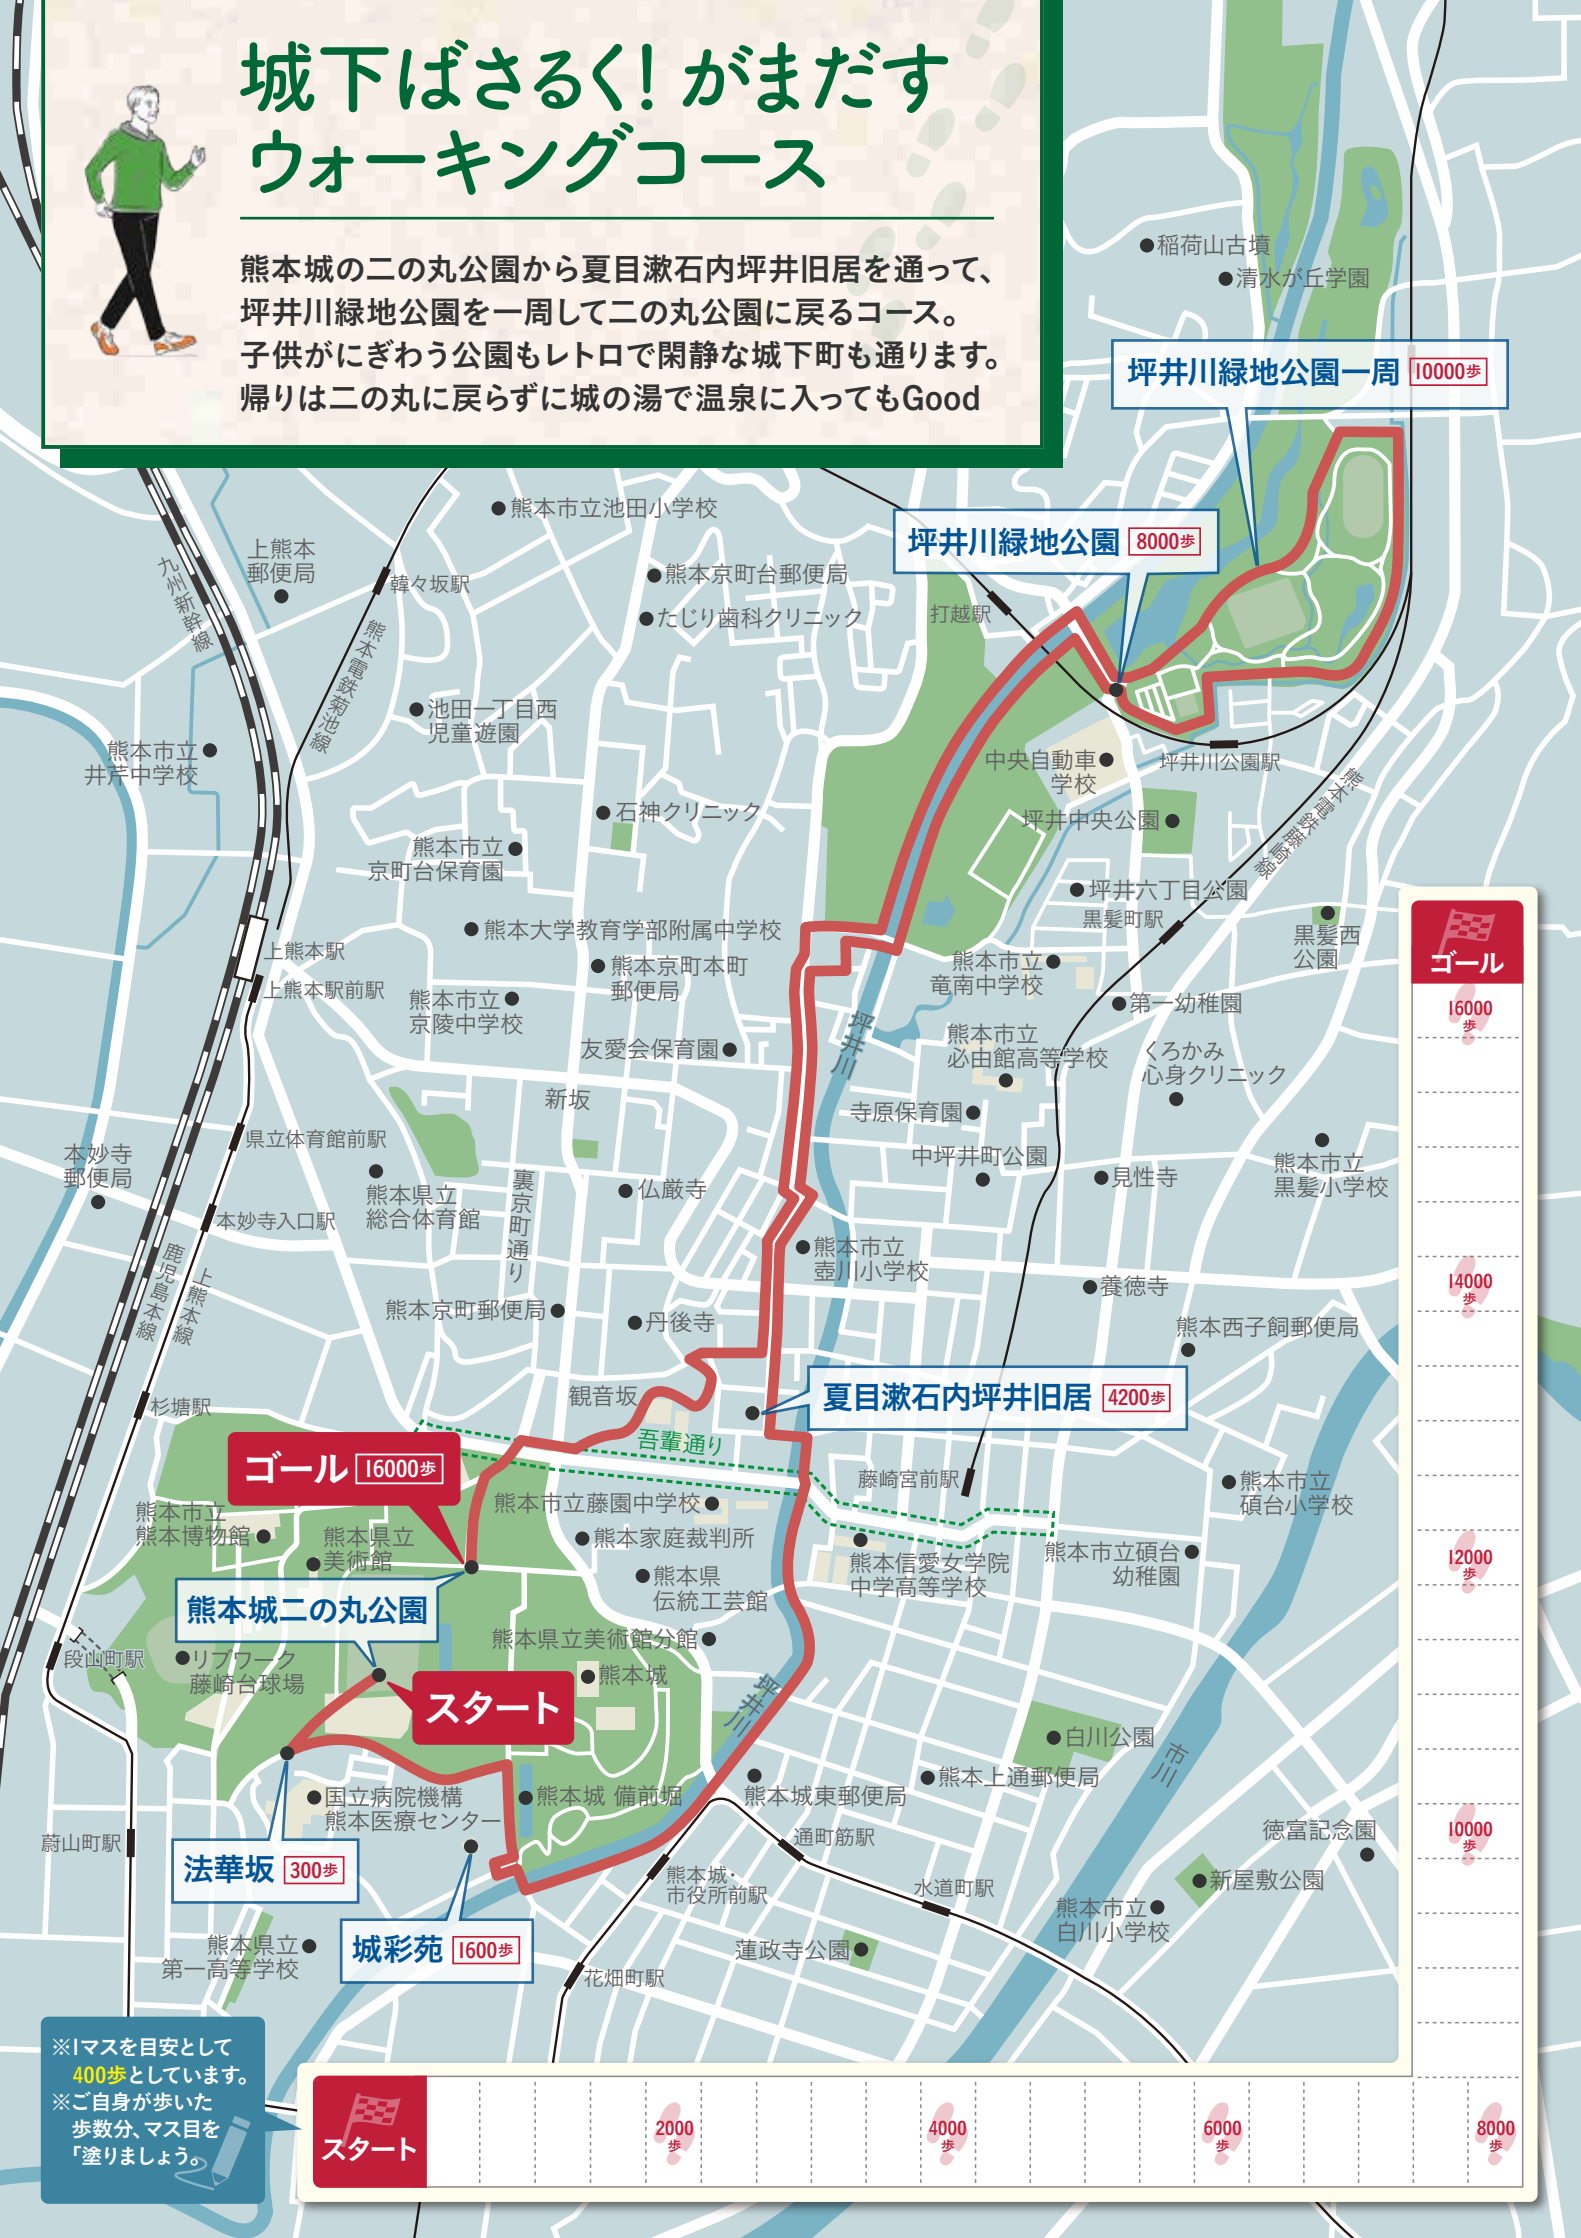 城下ばさるく！がまだす
ウォーキングコース
熊本城の二の丸公園から夏目漱石内坪井旧居を通って、
坪井川緑地公園を一周して二の丸公園に戻るコース。
子供がにぎわう公園もレトロで閑静な城下町も通ります。
帰りは二の丸に戻らずに城の湯で温泉に入ってもGood
稲荷山古墳
清水が丘学園
坪井川緑地公園一周 10000歩
坪井川緑地公園 8000歩
熊本市立池田小学校
上熊本
郵便局
九州新幹線
韓々坂駅
熊本電鉄菊池線
熊本京町台郵便局
たじり歯科クリニック
打越駅
池田一丁目西
児童遊園
熊本市立
井芹中学校
中央自動車
学校
坪井川公園駅
熊本電鉄藤崎線
石神クリニック
坪井中央公園
熊本市立
京町台保育園
坪井六丁目公園
黒髪町駅
黒髪西
公園
熊本大学教育学部附属中学校
上熊本駅
上熊本駅前駅
熊本京町本町
郵便局
熊本市立
京陵中学校
熊本市立
竜南中学校
第一幼稚園
坪井川
友愛会保育園
熊本市立
必由館高等学校
くろかみ
心身クリニック
新坂
寺原保育園
県立体育館前駅
本妙寺
郵便局
中坪井町公園
見性寺
熊本市立
黒髪小学校
熊本県立
総合体育館
裏京町通り
仏厳寺
本妙寺入口駅
鹿児島本線
上熊本線
熊本市立
壺川小学校
養徳寺
熊本京町郵便局
丹後寺
熊本西子飼郵便局
夏目漱石内坪井旧居 4200歩
観音坂
杉塘駅
吾輩通り
ゴール 16000歩
藤崎宮前駅
熊本市立
碩台小学校
熊本市立藤園中学校
熊本市立
熊本博物館
熊本県立
美術館
熊本家庭裁判所
熊本信愛女学院
中学高等学校
熊本市立碩台
幼稚園
熊本県
伝統工芸館
熊本城二の丸公園
熊本県立美術館分館
段山町駅
リブワーク
藤崎台球場
熊本城
スタート
坪井川
白川公園
市川
熊本上通郵便局
国立病院機構
熊本医療センター
熊本城 備前堀
熊本城東郵便局
通町筋駅
蔚山町駅
法華坂 300歩
熊本城・
市役所前駅
水道町駅
徳富記念園
新屋敷公園
熊本市立
白川小学校
城彩苑 1600歩
熊本県立
第一高等学校
蓮政寺公園
花畑町駅
※1マスを目安として
400歩としています。
※ご自身が歩いた
歩数分、マス目を
「塗りましょう。
スタート
2000
歩
4000
歩
6000
歩
8000
歩
10000
歩
12000
歩
14000
歩
16000
歩
ゴール